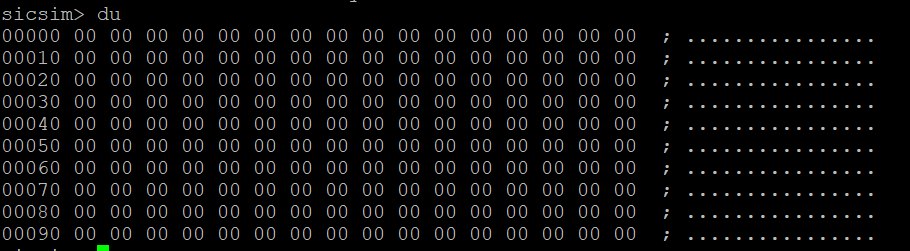 sicsim> du
00000 00 00 00 00 00 00 00 00 00 00 00 00 00 00 00 00 ; ................
00010 00 00 00 00 00 00 00 00 00 00 00 00 00 00 00 00 ; ................
00020 00 00 00 00 00 00 00 00 00 00 00 00 00 00 00 00 ; ................
00030 00 00 00 00 00 00 00 00 00 00 00 00 00 00 00 00 ; ................
00040 00 00 00 00 00 00 00 00 00 00 00 00 00 00 00 00 ; ................
00050 00 00 00 00 00 00 00 00 00 00 00 00 00 00 00 00 ; ................
00060 00 00 00 00 00 00 00 00 00 00 00 00 00 00 00 00 ; ................
00070 00 00 00 00 00 00 00 00 00 00 00 00 00 00 00 00 ; ................
00080 00 00 00 00 00 00 00 00 00 00 00 00 00 00 00 00 ; ................
00090 00 00 00 00 00 00 00 00 00 00 00 00 00 00 00 00 ; ................